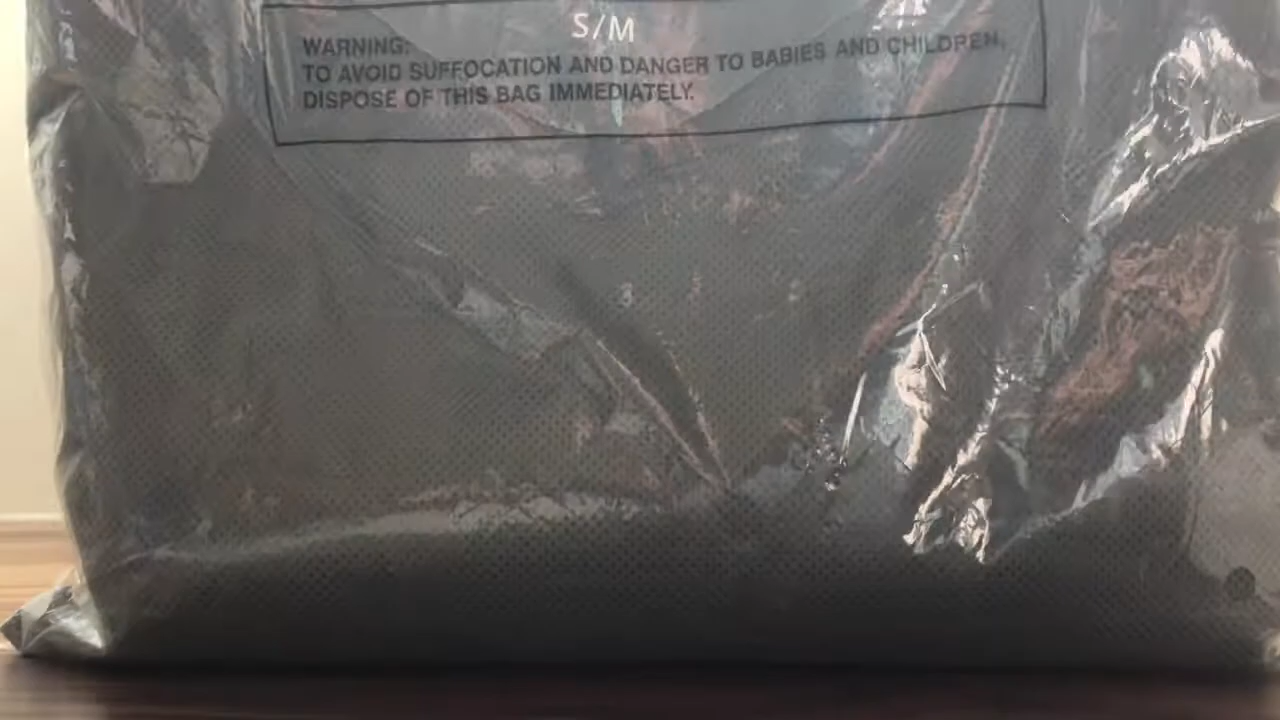 S/M
WARNING:
TO AVOID SUFFOCATION AND DANGER TO BABIES AND CHILDREN,
DISPOSE OF THIS BAG IMMEDIATELY.